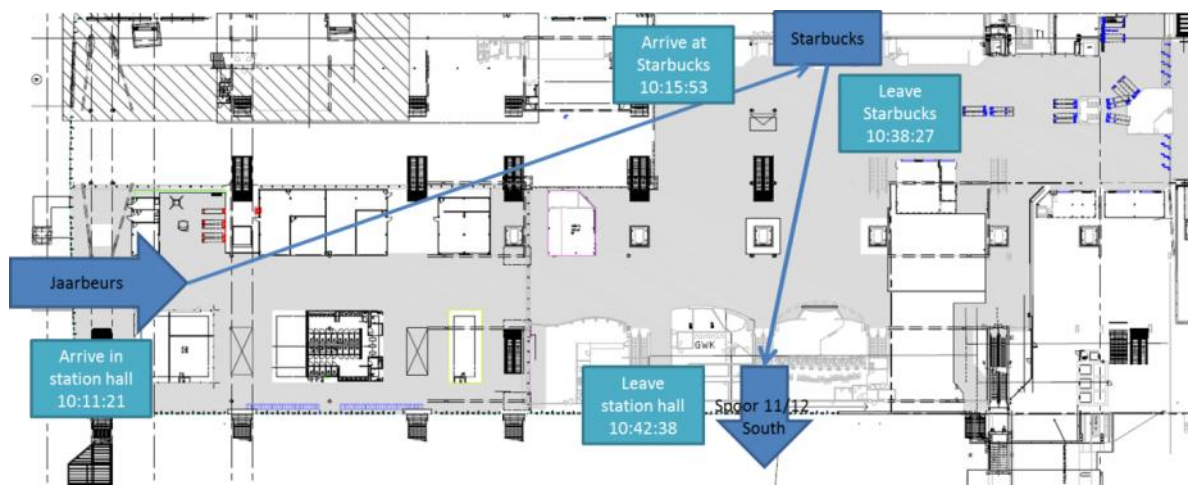 Arrive at
Starbucks
10:15:53
Starbucks
Leave
Starbucks
10:38:27
Jaarbeurs
Arrive in
station hall
10:11:21
GWK
Leave
station hall
10:42:38
Spoor 11/12
South